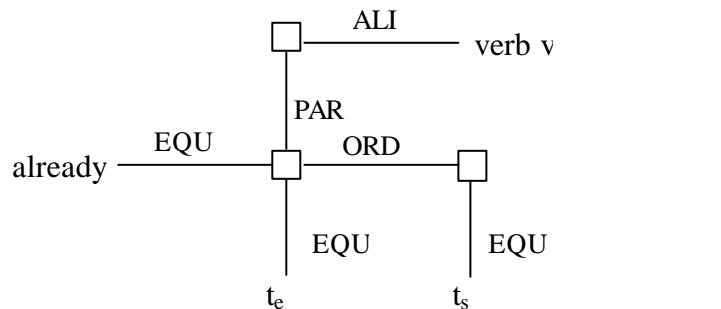 ALI
verb v
PAR
already EQU ORD
EQU EQU
te ts